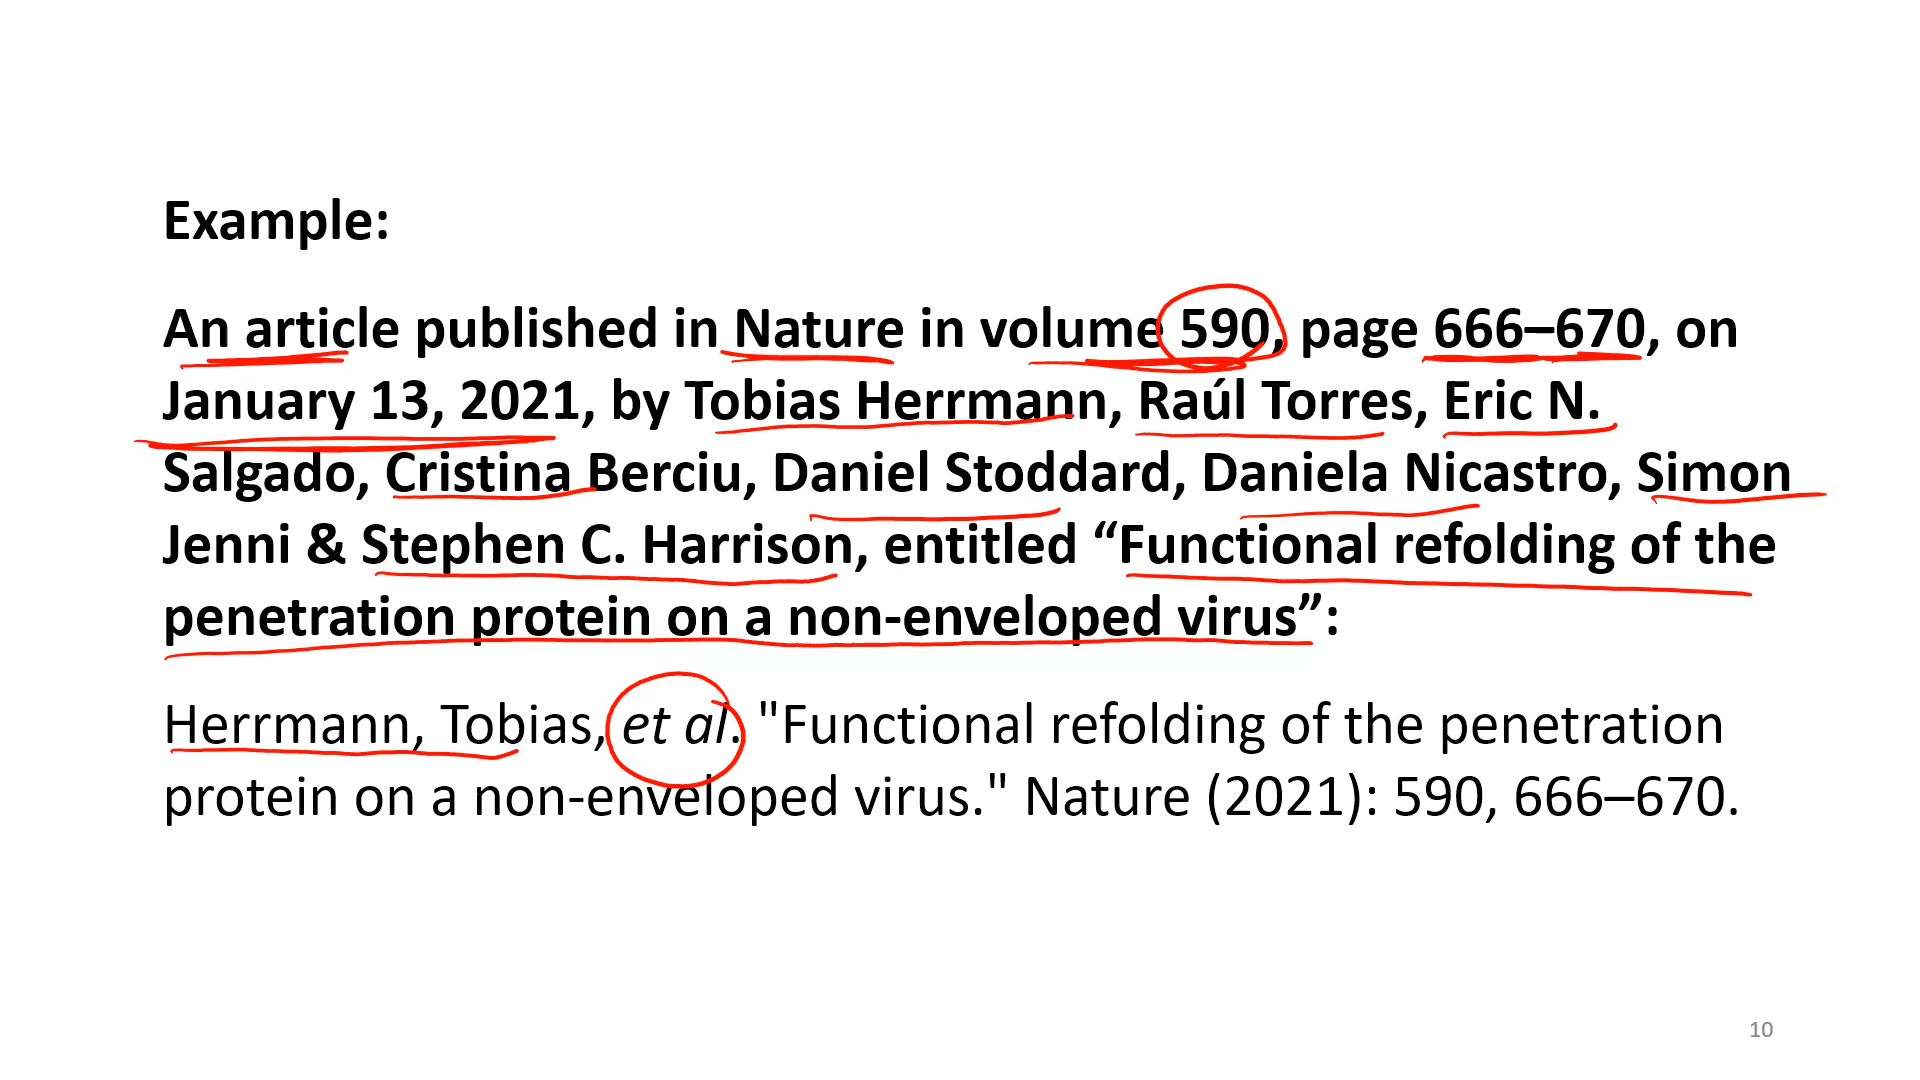 Example:
An article published in Nature in volume 590, page 666–670, on
January 13, 2021, by Tobias Herrmann, Raúl Torres, Eric N.
Salgado, Cristina Berciu, Daniel Stoddard, Daniela Nicastro, Simon
Jenni & Stephen C. Harrison, entitled “Functional refolding of the
penetration protein on a non-enveloped virus”:
Herrmann, Tobias, et al. "Functional refolding of the penetration
protein on a non-enveloped virus." Nature (2021): 590, 666–670.
10